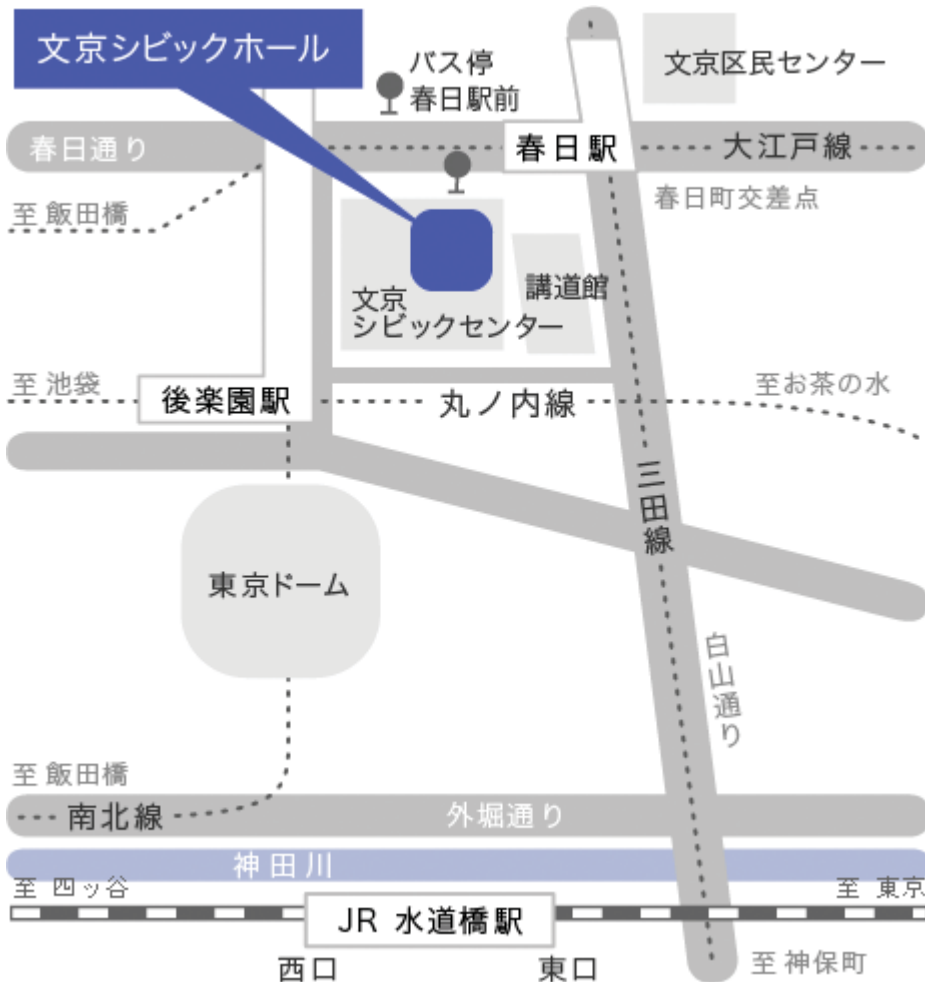 文京シビックホール
バス停
春日駅前
文京区民センター
春日通り
春日駅
大江戸線
至 飯田橋
春日町交差点
講道館
文京
シビックセンター
至 池袋
後楽園駅
丸ノ内線
至お茶の水
三田線
東京ドーム
白山通り
至 飯田橋
南北線
外堀通り
神田川
至 四ッ谷
至 東京
JR 水道橋駅
西口
東口
至 神保町